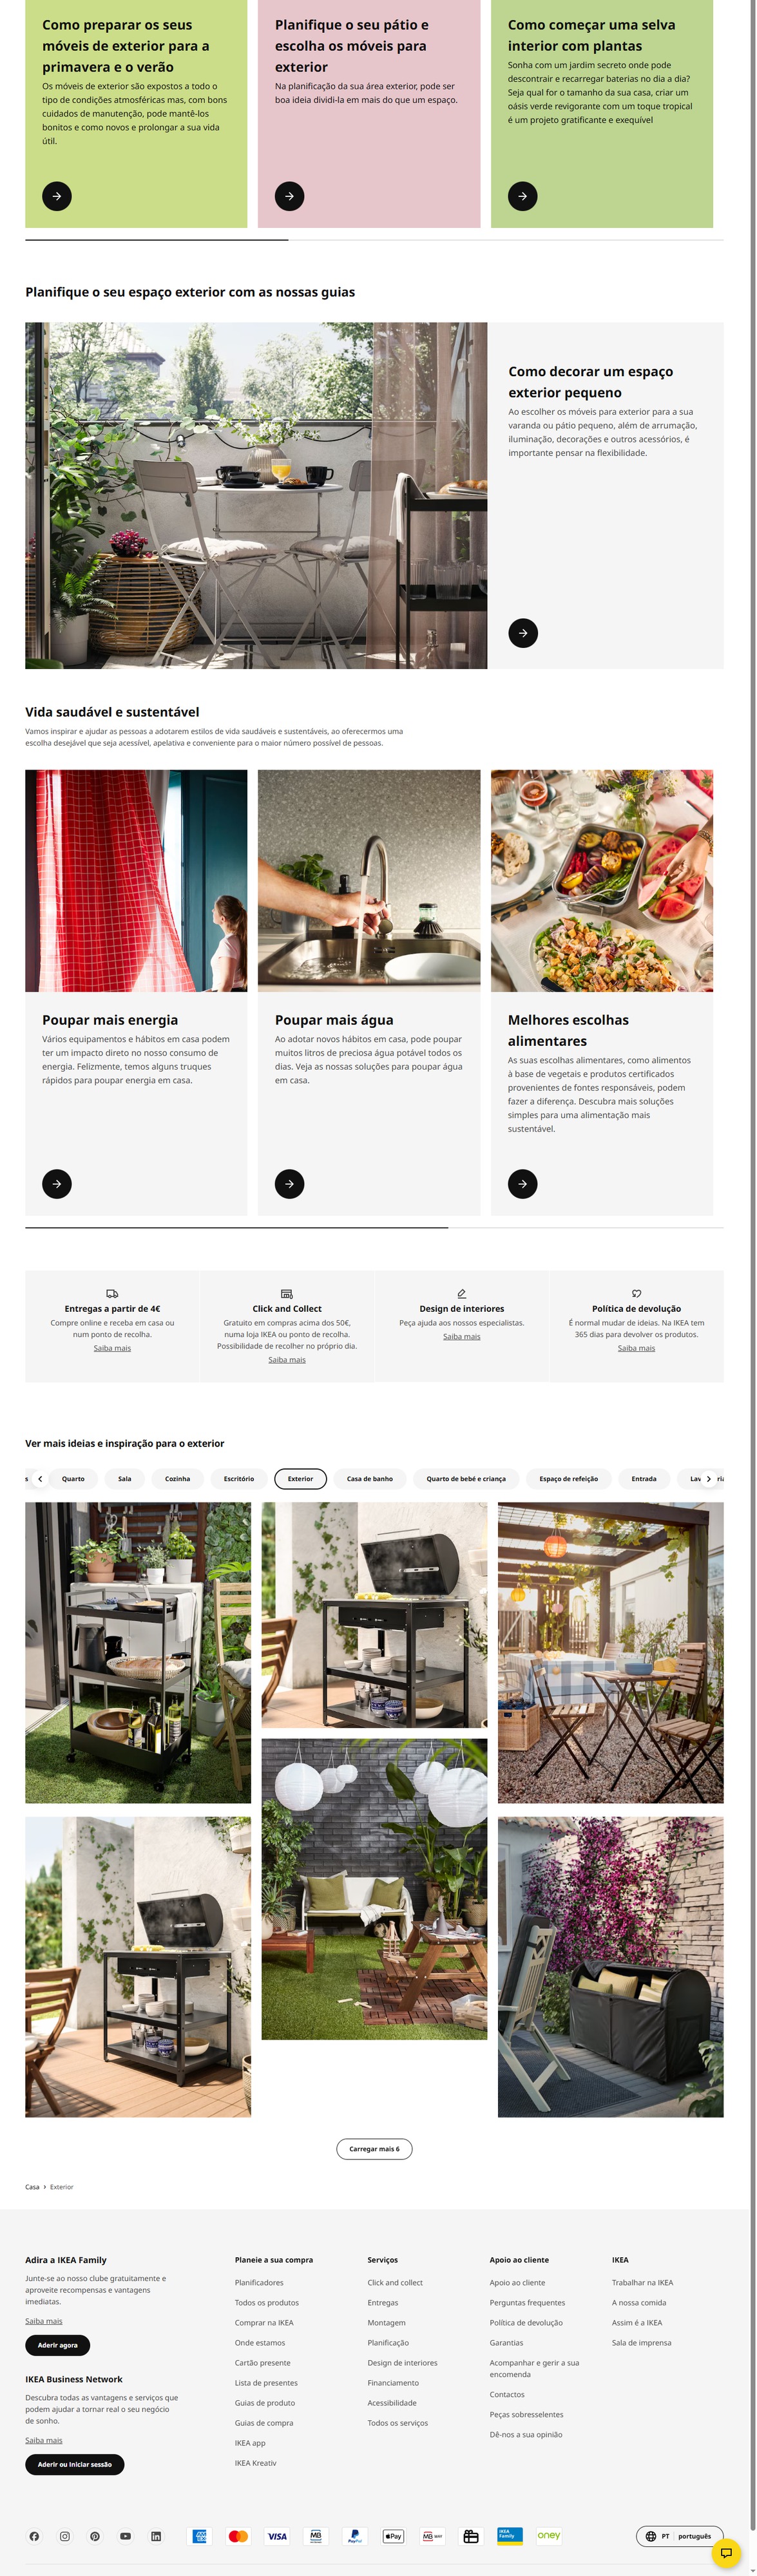 Como preparar os seus
móveis de exterior para a
primavera e o verão
Os móveis de exterior são expostos a todo o
tipo de condições atmosféricas mas, com bons
cuidados de manutenção, pode mantê-los
bonitos e como novos e prolongar a sua vida
útil.
Planifique o seu pátio e
escolha os móveis para
exterior
Na planificação da sua área exterior, pode ser
boa ideia dividi-la em mais do que um espaço.
Como começar uma selva
interior com plantas
Sonha com um jardim secreto onde pode
descontrair e recarregar baterias no dia a dia?
Seja qual for o tamanho da sua casa, criar um
oásis verde revigorante com um toque tropical
é um projeto gratificante e exequível
Planifique o seu espaço exterior com as nossas guias
Como decorar um espaço
exterior pequeno
Ao escolher os móveis para exterior para a sua
varanda ou pátio pequeno, além de arrumação,
iluminação, decorações e outros acessórios, é
importante pensar na flexibilidade.
Vida saudável e sustentável
Vamos inspirar e ajudar as pessoas a adotarem estilos de vida saudáveis e sustentáveis, ao oferecermos uma
escolha desejável que seja acessível, apelativa e conveniente para o maior número possível de pessoas.
Poupar mais energia
Vários equipamentos e hábitos em casa podem
ter um impacto direto no nosso consumo de
energia. Felizmente, temos alguns truques
rápidos para poupar energia em casa.
Poupar mais água
Ao adotar novos hábitos em casa, pode poupar
muitos litros de preciosa água potável todos os
dias. Veja as nossas soluções para poupar água
em casa.
Melhores escolhas
alimentares
As suas escolhas alimentares, como alimentos
à base de vegetais e produtos certificados
provenientes de fontes responsáveis, podem
fazer a diferença. Descubra mais soluções
simples para uma alimentação mais
sustentável.
Entregas a partir de 4€
Compre online e receba em casa ou
num ponto de recolha.
Saiba mais
Click and Collect
Gratuito em compras acima dos 50€,
numa loja IKEA ou ponto de recolha.
Possibilidade de recolher no próprio dia.
Saiba mais
Design de interiores
Peça ajuda aos nossos especialistas.
Saiba mais
Política de devolução
É normal mudar de ideias. Na IKEA tem
365 dias para devolver os produtos.
Saiba mais
Ver mais ideias e inspiração para o exterior
Quarto
Sala
Cozinha
Escritório
Exterior
Casa de banho
Quarto de bebé e criança
Espaço de refeição
Entrada
Carregar mais 6
Casa
Exterior
Adira a IKEA Family
Junte-se ao nosso clube gratuitamente e
aproveite recompensas e vantagens
imediatas.
Saiba mais
Aderir agora
IKEA Business Network
Descubra todas as vantagens e serviços que
podem ajudar a tornar real o seu negócio
de sonho.
Saiba mais
Aderir ou Iniciar sessão
Planeie a sua compra
Planificadores
Todos os produtos
Comprar na IKEA
Onde estamos
Cartão presente
Lista de presentes
Guias de produto
Guias de compra
IKEA app
IKEA Kreativ
Serviços
Click and collect
Entregas
Montagem
Planificação
Design de interiores
Financiamento
Acessibilidade
Todos os serviços
Apoio ao cliente
Apoio ao cliente
Perguntas frequentes
Política de devolução
Garantias
Acompanhar e gerir a sua
encomenda
Contactos
Peças sobresselentes
Dê-nos a sua opinião
IKEA
Trabalhar na IKEA
A nossa comida
Assim é a IKEA
Sala de imprensa
VISA
MB
PayPal
Pay
MB WAY
IKEA
Family
oney
PT
português